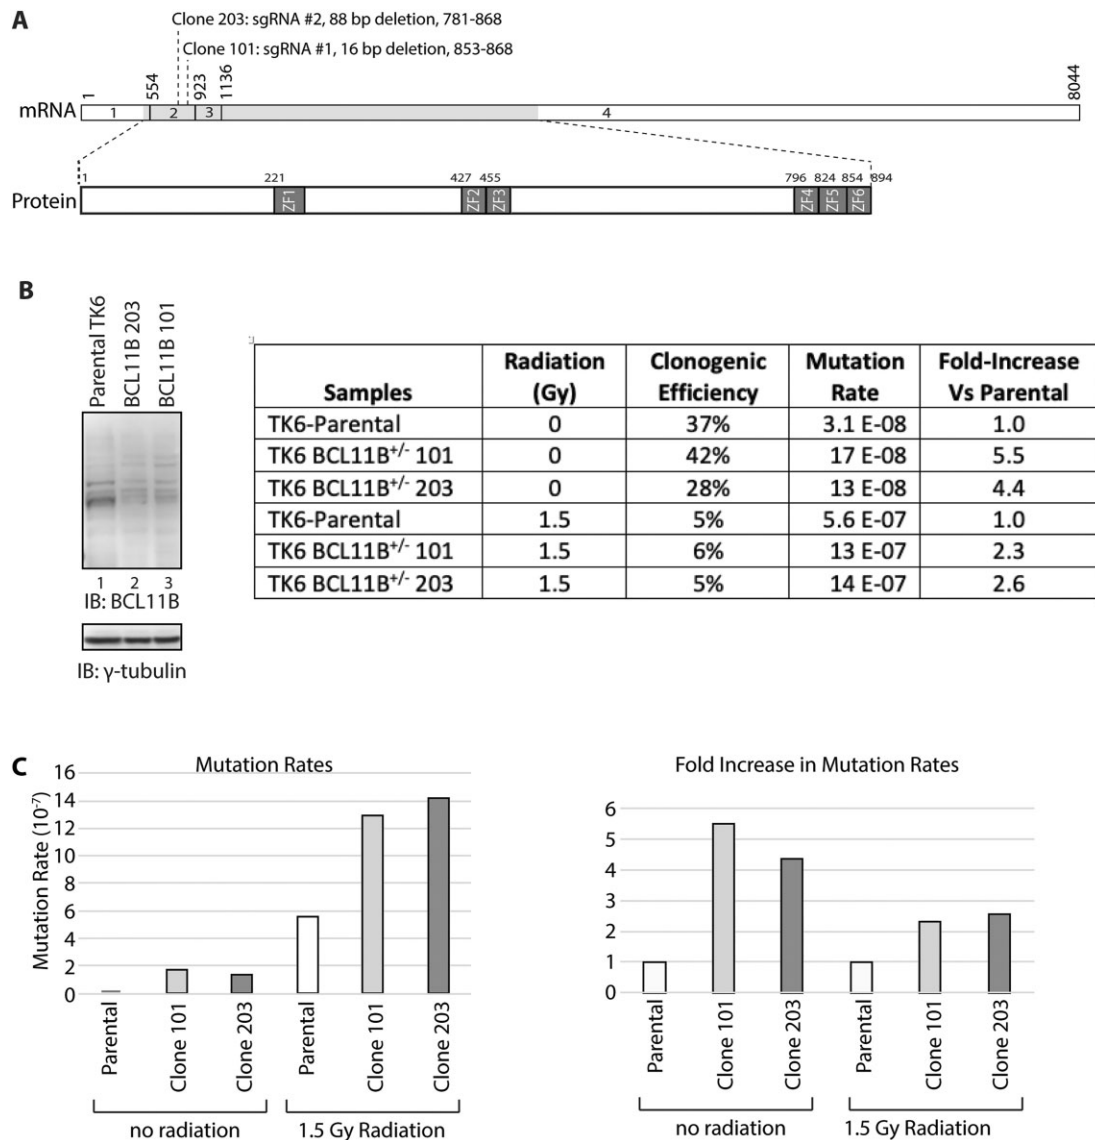 A
Clone 203: sgRNA #2, 88 bp deletion, 781-868
Clone 101: sgRNA #1, 16 bp deletion, 853-868
1 554 923 1136 8044
mRNA 1 2 3 4
1 221 427 455 796 824 854 894
Protein ZF1 ZF2 ZF3 ZF4 ZF5 ZF6
B
Parental TK6
BCL11B 203
BCL11B 101
1 2 3
IB: BCL11B
IB: γ-tubulin
Samples Radiation (Gy) Clonogenic Efficiency Mutation Rate Fold-Increase Vs Parental
TK6-Parental 0 37% 3.1 E-08 1.0
TK6 BCL11B+/- 101 0 42% 17 E-08 5.5
TK6 BCL11B+/- 203 0 28% 13 E-08 4.4
TK6-Parental 1.5 5% 5.6 E-07 1.0
TK6 BCL11B+/- 101 1.5 6% 13 E-07 2.3
TK6 BCL11B+/- 203 1.5 5% 14 E-07 2.6
C
Mutation Rates
Mutation Rate (10-7)
16
14
12
10
8
6
4
2
0
Parental
Clone 101
Clone 203
Parental
Clone 101
Clone 203
no radiation 1.5 Gy Radiation
Fold Increase in Mutation Rates
6
5
4
3
2
1
0
Parental
Clone 101
Clone 203
Parental
Clone 101
Clone 203
no radiation 1.5 Gy Radiation